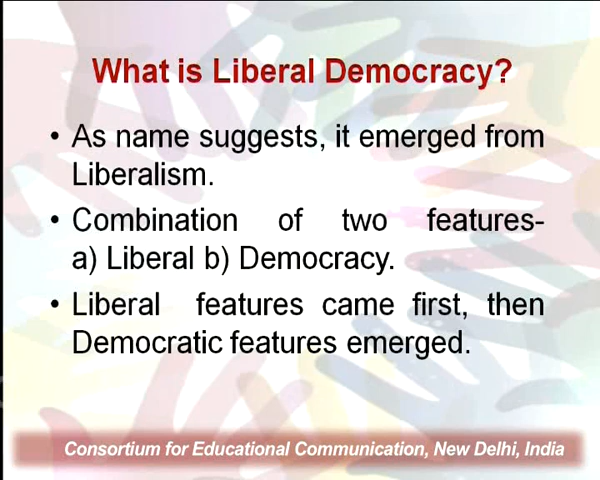 What is Liberal Democracy?
• As name suggests, it emerged from
Liberalism.
• Combination of two features-
a) Liberal b) Democracy.
• Liberal features came first, then
Democratic features emerged.
Consortium for Educational Communication, New Delhi, India